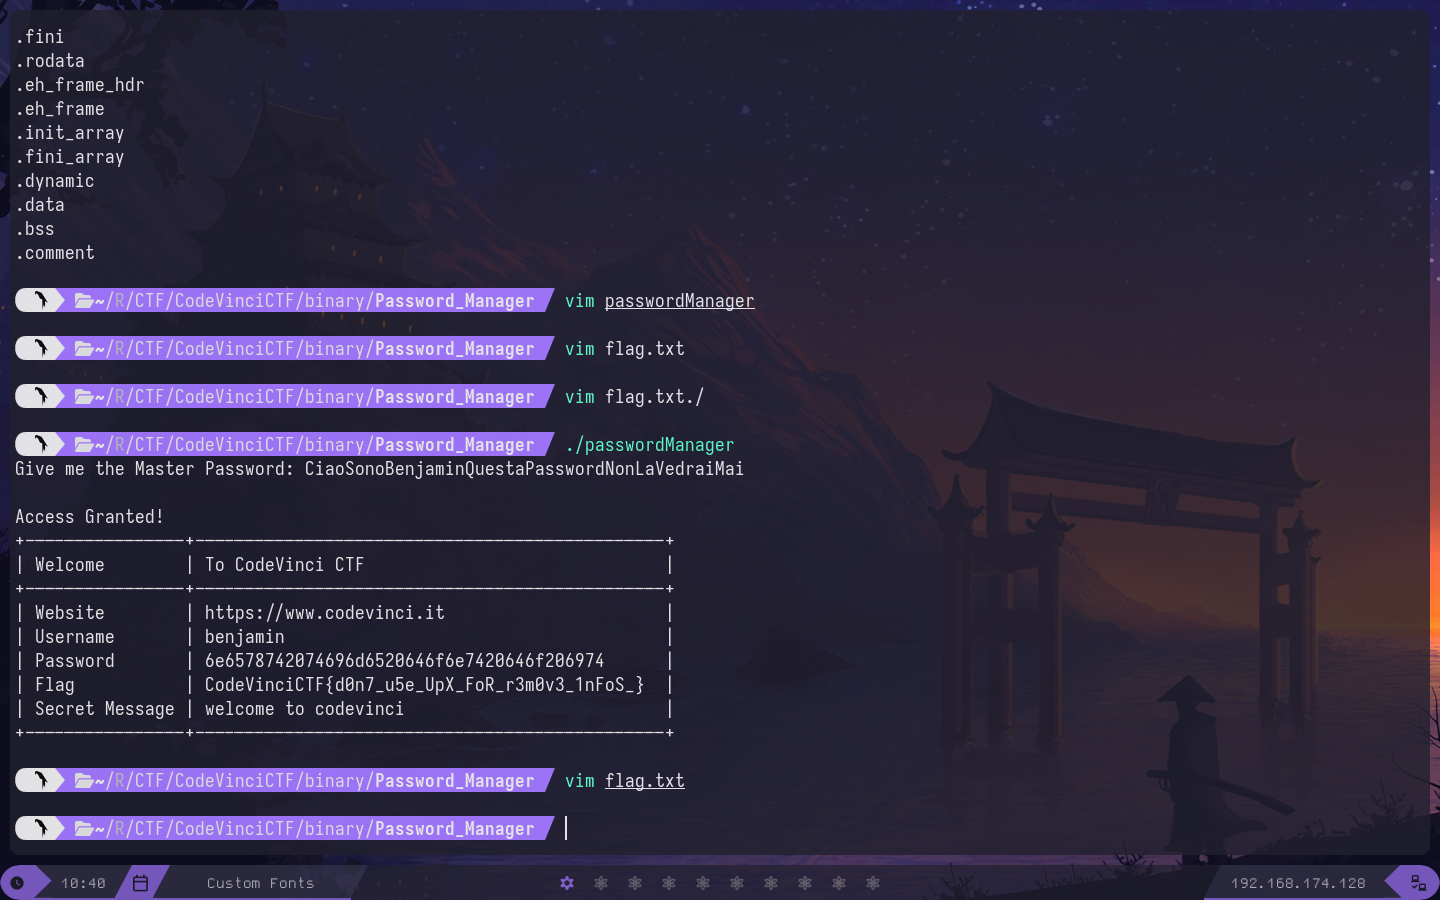 .fini
.rodata
.eh_frame_hdr
.eh_frame
.init_array
.fini_array
.dynamic
.data
.bss
.comment
~/R/CTF/CodeVinciCTF/binary/Password_Manager vim passwordManager
~/R/CTF/CodeVinciCTF/binary/Password_Manager vim flag.txt
~/R/CTF/CodeVinciCTF/binary/Password_Manager vim flag.txt./
~/R/CTF/CodeVinciCTF/binary/Password_Manager ./passwordManager
Give me the Master Password: CiaoSonoBenjaminQuestaPasswordNonLaVedraiMai
Access Granted!
+----------------+-----------------------------------------------+
| Welcome        | To CodeVinci CTF                              |
+----------------+-----------------------------------------------+
| Website        | https://www.codevinci.it                      |
| Username       | benjamin                                      |
| Password       | 6e6578742074696d6520646f6e7420646f206974      |
| Flag           | CodeVinciCTF{d0n7_u5e_UpX_FoR_r3m0v3_1nFoS_}  |
| Secret Message | welcome to codevinci                          |
+----------------+-----------------------------------------------+
~/R/CTF/CodeVinciCTF/binary/Password_Manager vim flag.txt
~/R/CTF/CodeVinciCTF/binary/Password_Manager
10:40 Custom Fonts 192.168.174.128